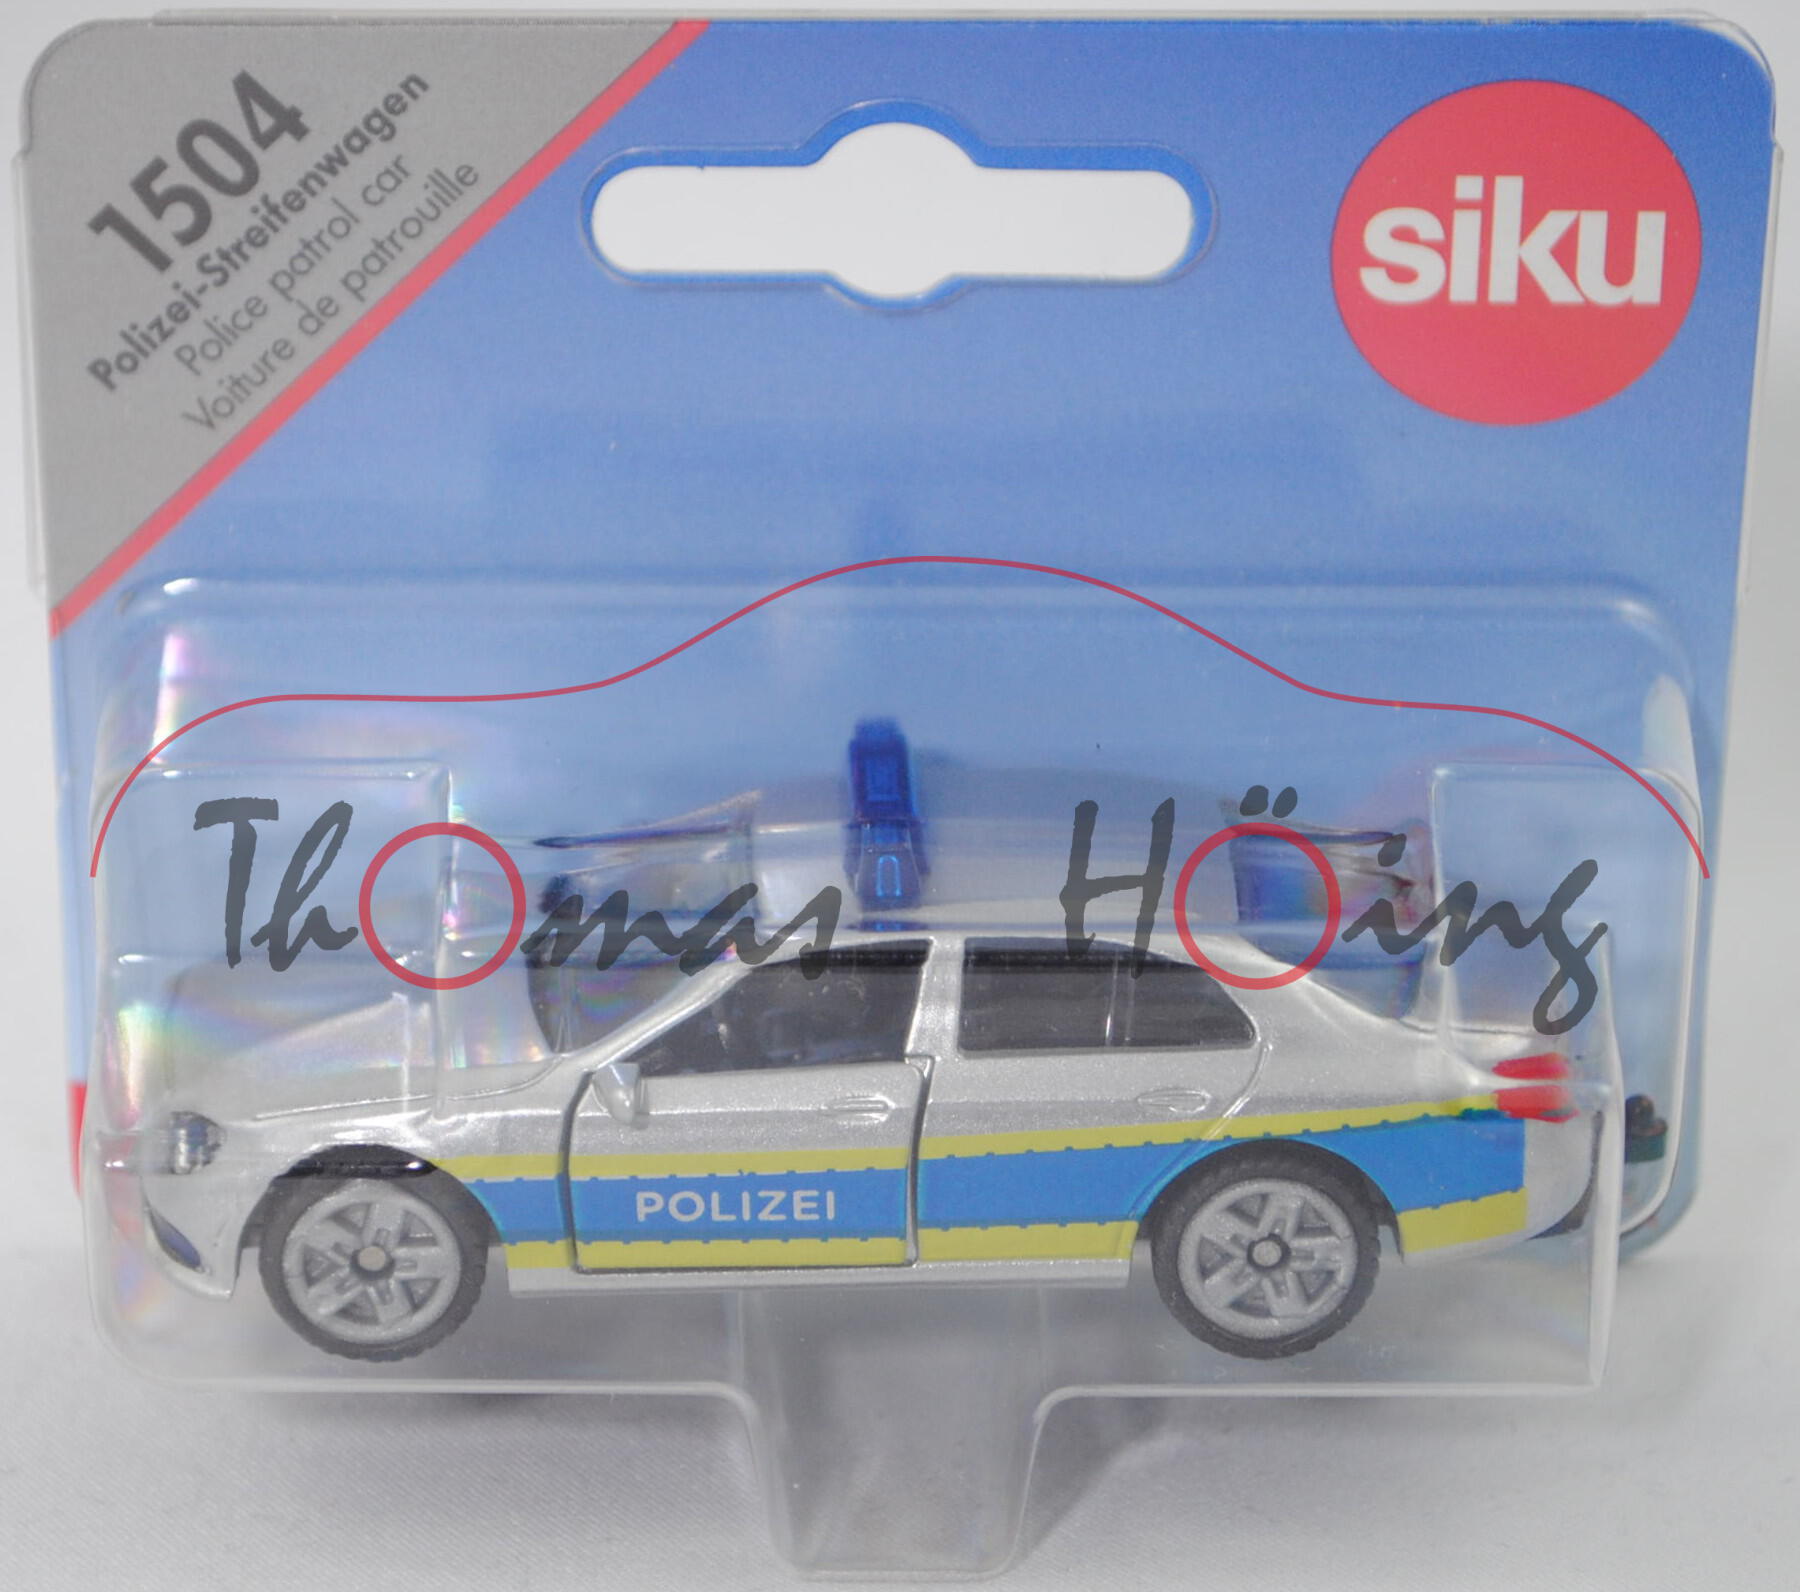 1504
Polizei-Streifenwagen
Police patrol car
Voiture de patrouille
siku
Thomas Höing
POLIZEI